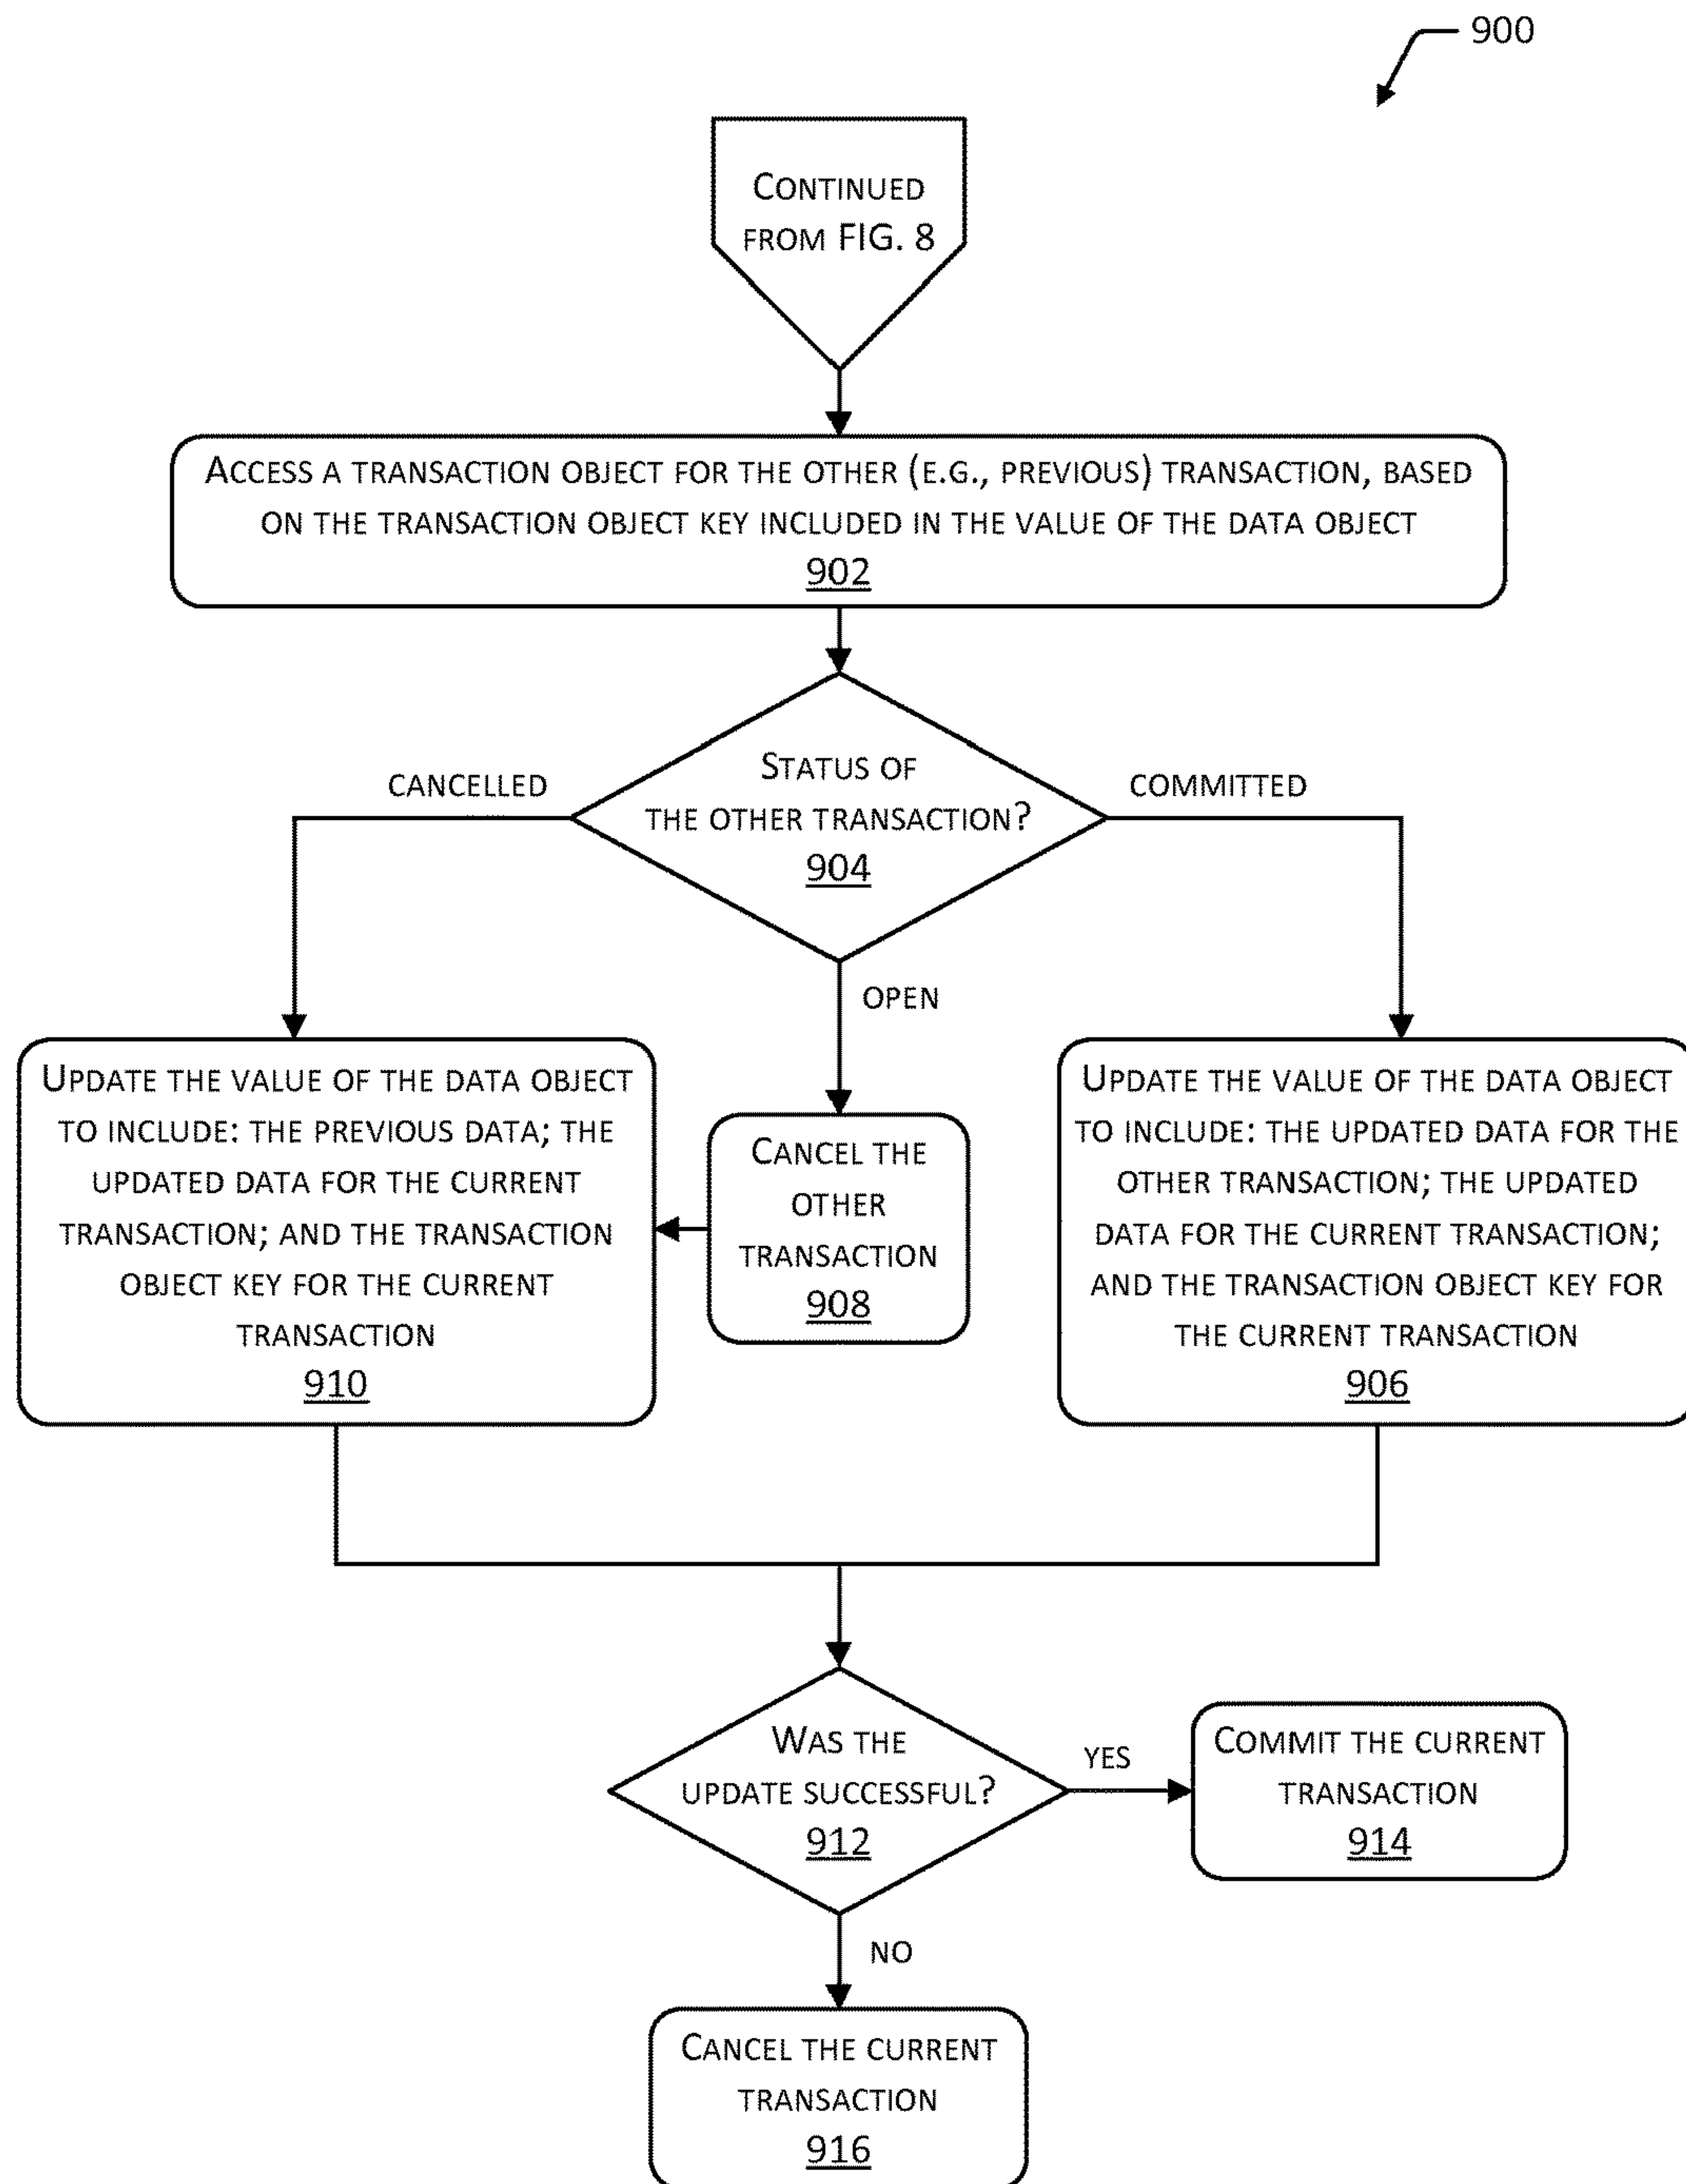 900
CONTINUED
FROM FIG. 8
ACCESS A TRANSACTION OBJECT FOR THE OTHER (E.G., PREVIOUS) TRANSACTION, BASED
ON THE TRANSACTION OBJECT KEY INCLUDED IN THE VALUE OF THE DATA OBJECT
902
STATUS OF
THE OTHER TRANSACTION?
904
CANCELLED
COMMITTED
OPEN
UPDATE THE VALUE OF THE DATA OBJECT
TO INCLUDE: THE PREVIOUS DATA; THE
UPDATED DATA FOR THE CURRENT
TRANSACTION; AND THE TRANSACTION
OBJECT KEY FOR THE CURRENT
TRANSACTION
910
CANCEL THE
OTHER
TRANSACTION
908
UPDATE THE VALUE OF THE DATA OBJECT
TO INCLUDE: THE UPDATED DATA FOR THE
OTHER TRANSACTION; THE UPDATED
DATA FOR THE CURRENT TRANSACTION;
AND THE TRANSACTION OBJECT KEY FOR
THE CURRENT TRANSACTION
906
WAS THE
UPDATE SUCCESSFUL?
912
YES
COMMIT THE CURRENT
TRANSACTION
914
NO
CANCEL THE CURRENT
TRANSACTION
916